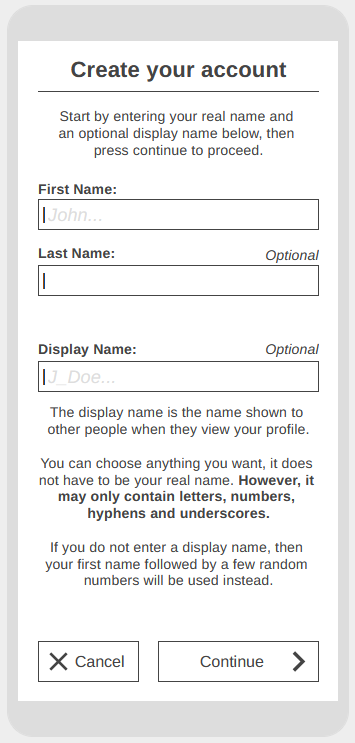 Create your account
Start by entering your real name and
an optional display name below, then
press continue to proceed.
First Name:
John...
Last Name:
Optional
Display Name:
Optional
J_Doe...
The display name is the name shown to
other people when they view your profile.
You can choose anything you want, it does
not have to be your real name. However, it
may only contain letters, numbers,
hyphens and underscores.
If you do not enter a display name, then
your first name followed by a few random
numbers will be used instead.
Cancel
Continue